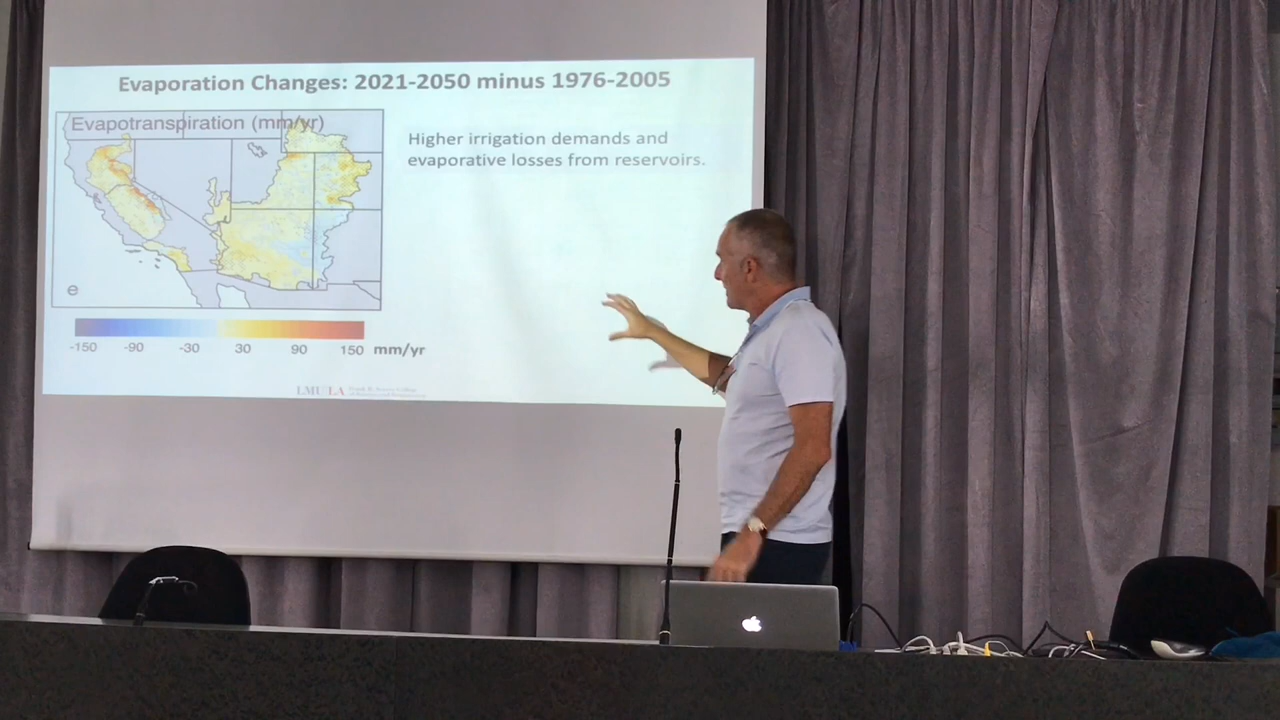 Evaporation Changes: 2021-2050 minus 1976-2005
Evapotranspiration (mm/yr)
Higher irrigation demands and
evaporative losses from reservoirs.
e
-150 -90 -30 30 90 150 mm/yr
LMU LA